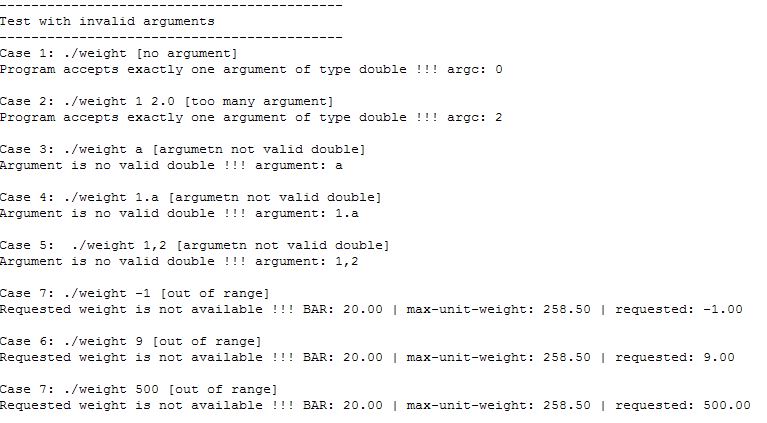 -------------------------------------------
Test with invalid arguments
-------------------------------------------
Case 1: ./weight [no argument]
Program accepts exactly one argument of type double !!! argc: 0
Case 2: ./weight 1 2.0 [too many argument]
Program accepts exactly one argument of type double !!! argc: 2
Case 3: ./weight a [argumetn not valid double]
Argument is no valid double !!! argument: a
Case 4: ./weight 1.a [argumetn not valid double]
Argument is no valid double !!! argument: 1.a
Case 5:  ./weight 1,2 [argumetn not valid double]
Argument is no valid double !!! argument: 1,2
Case 7: ./weight -1 [out of range]
Requested weight is not available !!! BAR: 20.00 | max-unit-weight: 258.50 | requested: -1.00
Case 6: ./weight 9 [out of range]
Requested weight is not available !!! BAR: 20.00 | max-unit-weight: 258.50 | requested: 9.00
Case 7: ./weight 500 [out of range]
Requested weight is not available !!! BAR: 20.00 | max-unit-weight: 258.50 | requested: 500.00